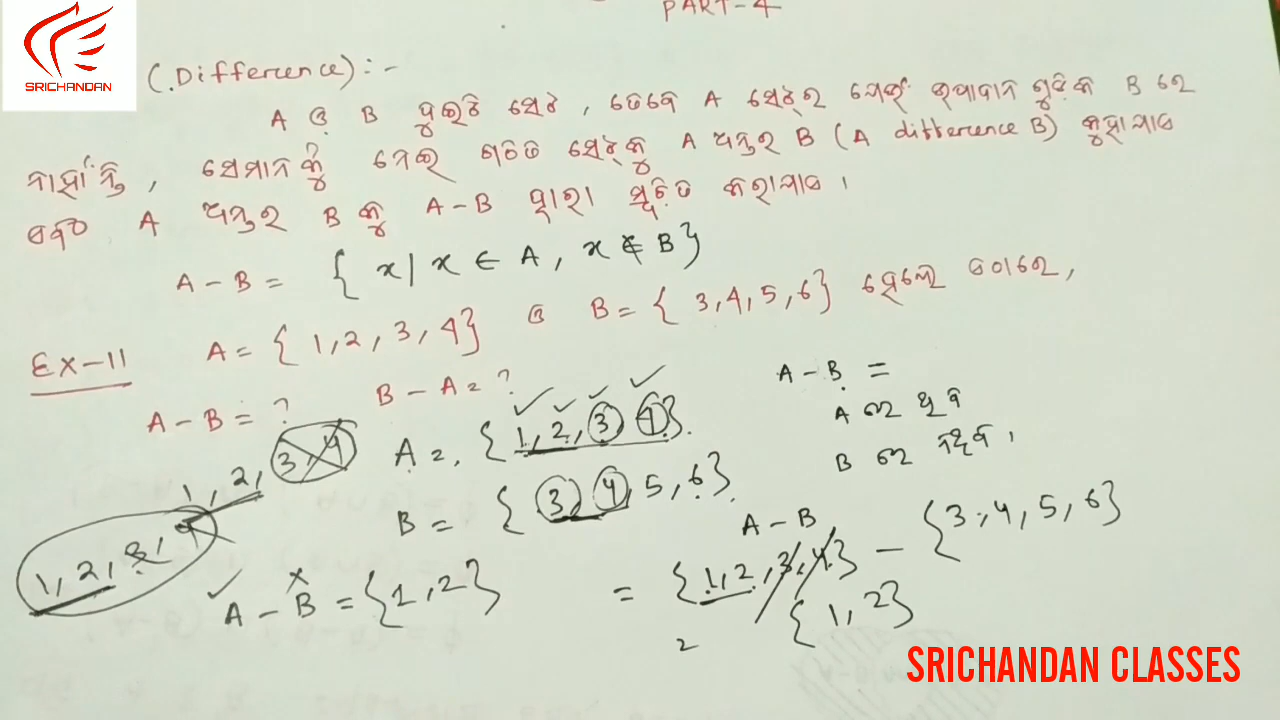 PART-4
SRICHANDAN
(Difference):-
A ଓ B ଦୁଇଟି ସେଟ୍, ତେବେ A ସେଟ୍‌ର ଯେଉଁ ଉପାଦାନ ଗୁଡ଼ିକ B ରେ
ନାହାଁନ୍ତି, ସେମାନଙ୍କୁ ନେଇ ଗଠିତ ସେଟ୍‌କୁ A ଅନ୍ତର B (A difference B) କୁହାଯାଏ
ଏବଂ A ଅନ୍ତର B କୁ A-B ଦ୍ୱାରା ସୂଚିତ କରାଯାଏ ।
A - B = { x | x ∈ A, x ∉ B}
Ex-11 A = { 1, 2, 3, 4} ଓ B = { 3, 4, 5, 6} ହେଲେ
A - B = ? B - A = ?
A - B =
A ରେ ଥିବ
B ରେ ନଥିବ ।
A =, {1, 2, 3 4}.
B = { 3, 4, 5, 6}.
1, 2, 3, 4
1, 2, 3, 4
A - B = {1, 2}
A - B
= {1, 2, 3, 4} - {3, 4, 5, 6}
= {1, 2}
SRICHANDAN CLASSES